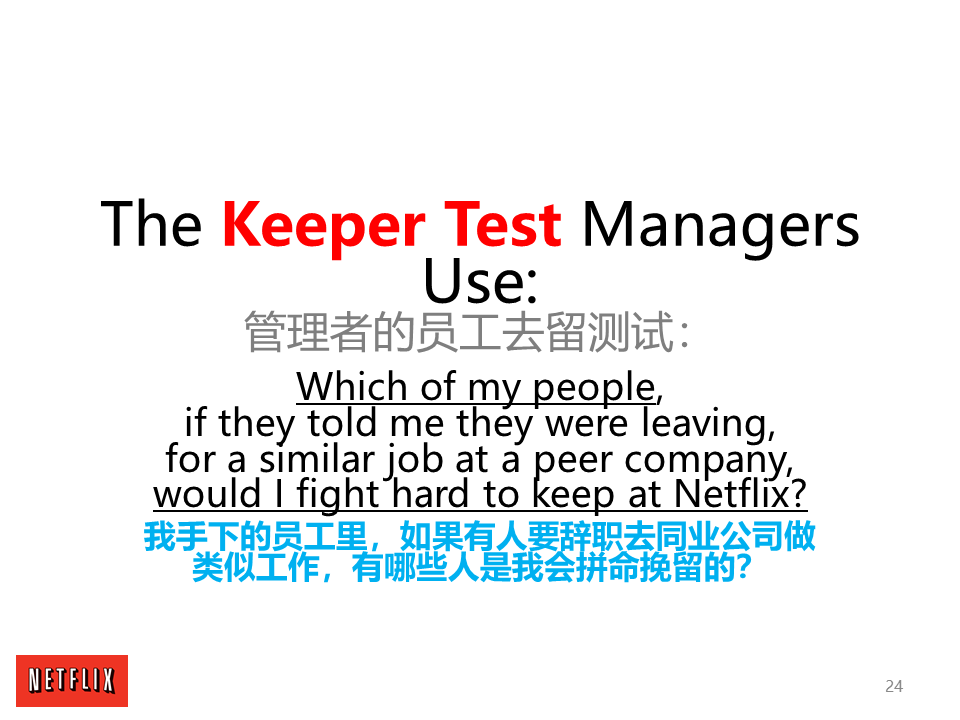 The Keeper Test Managers
Use:
管理者的员工去留测试：
Which of my people,
if they told me they were leaving,
for a similar job at a peer company,
would I fight hard to keep at Netflix?
我手下的员工里，如果有人要辞职去同业公司做
类似工作，有哪些人是我会拼命挽留的？
NETFLIX
24